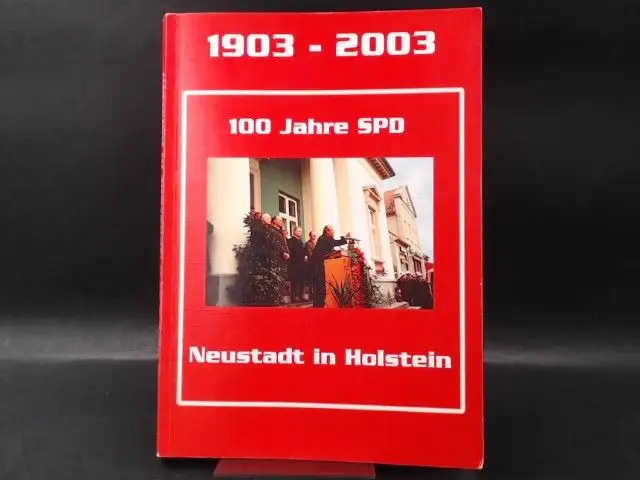 1903 - 2003
100 Jahre SPD
Neustadt in Holstein